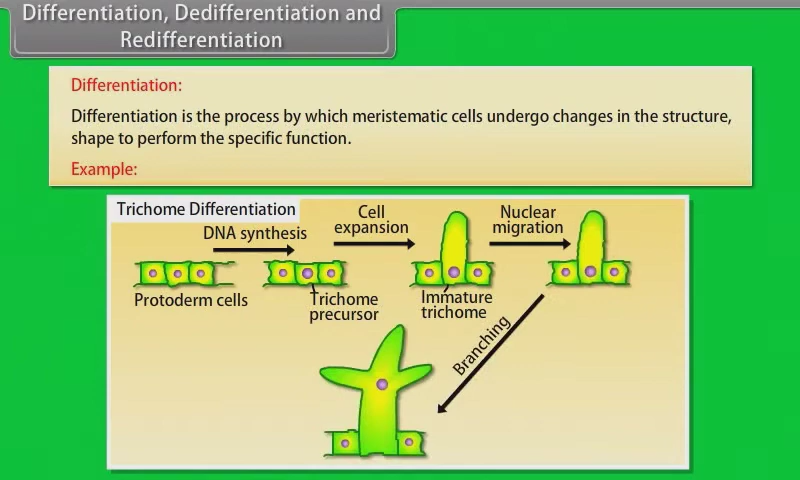 Differentiation, Dedifferentiation and
Redifferentiation
Differentiation:
Differentiation is the process by which meristematic cells undergo changes in the structure,
shape to perform the specific function.
Example:
Trichome Differentiation
DNA synthesis
Cell
expansion
Nuclear
migration
Protoderm cells
Trichome
precursor
Immature
trichome
Branching